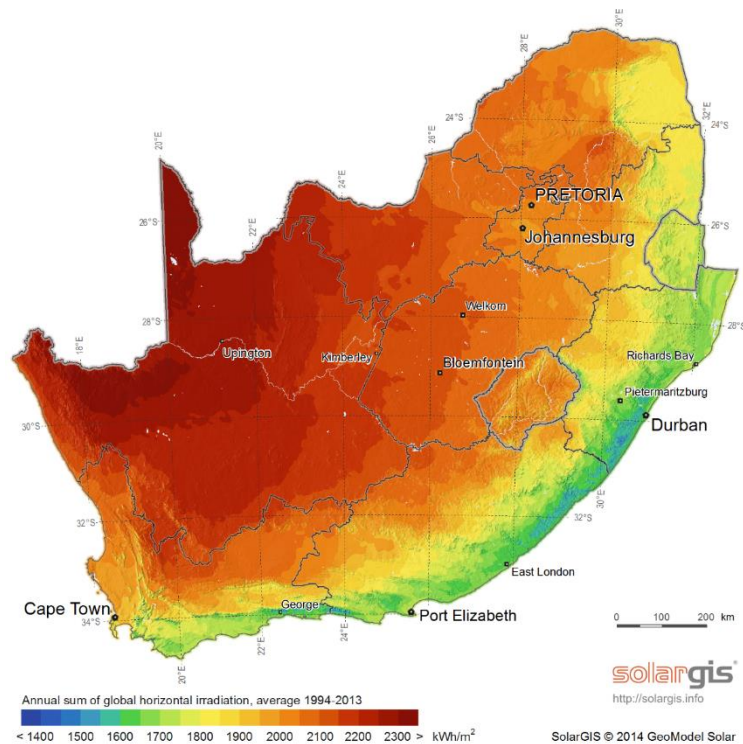 30°E
28°E
32°E
24°S
24°S
20°E
26°E
24°E
PRETORIA
22°E
26°S
26°S
Johannesburg
Welkom
28°S
28°S
18°E
Upington
Kimberley
Bloemfontein
Richards Bay
Pietermaritzburg
30°S
Durban
30°E
32°S
32°S
East London
George
Cape Town
34°S
Port Elizabeth
24°E
22°E
20°E
0 100 200 km
solargis
http://solargis.info
Annual sum of global horizontal irradiation, average 1994-2013
< 1400 1500 1600 1700 1800 1900 2000 2100 2200 2300 > kWh/m²
SolarGIS © 2014 GeoModel Solar